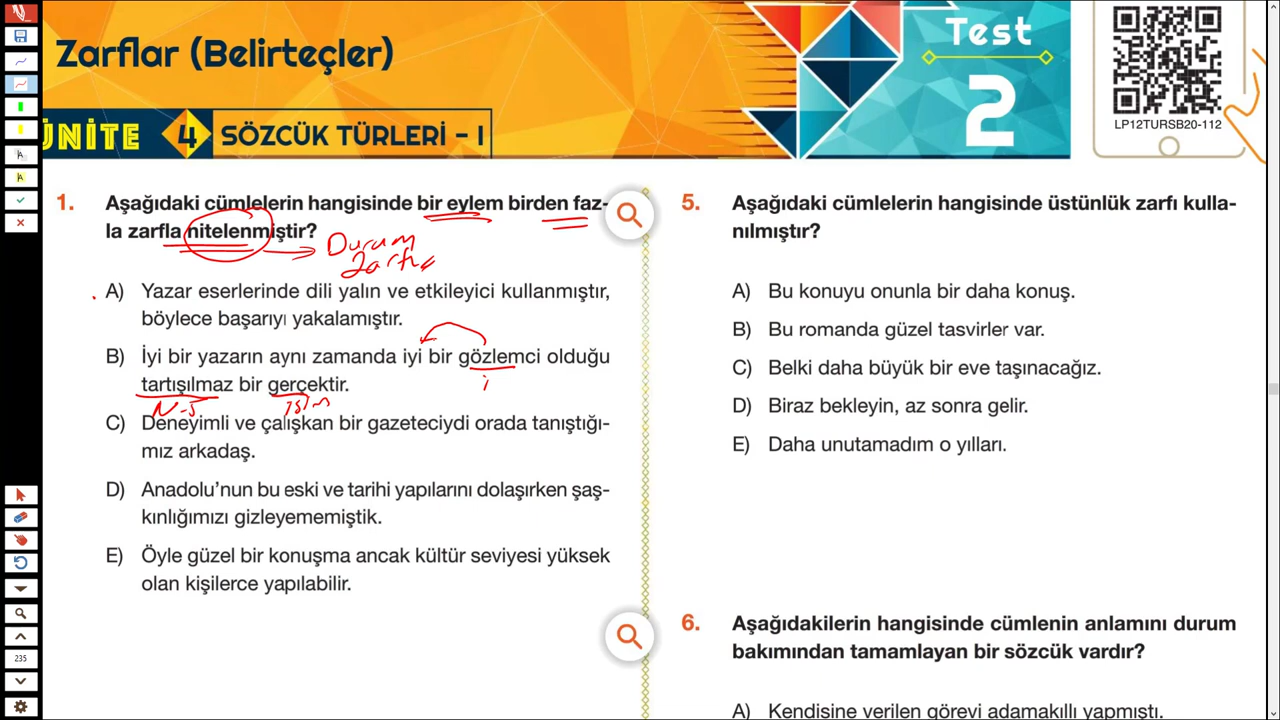 Zarflar (Belirteçler)
Test
2
ÜNİTE 4 SÖZCÜK TÜRLERİ - I
LP12TURSB20-112
1. Aşağıdaki cümlelerin hangisinde bir eylem birden faz-
la zarfla nitelenmiştir?
Durum
Zarfı
A) Yazar eserlerinde dili yalın ve etkileyici kullanmıştır,
böylece başarıyı yakalamıştır.
B) İyi bir yazarın aynı zamanda iyi bir gözlemci olduğu
tartışılmaz bir gerçektir.
i
N-S
isim
C) Deneyimli ve çalışkan bir gazeteciydi orada tanıştığı-
mız arkadaş.
D) Anadolu'nun bu eski ve tarihi yapılarını dolaşırken şaş-
kınlığımızı gizleyememiştik.
E) Öyle güzel bir konuşma ancak kültür seviyesi yüksek
olan kişilerce yapılabilir.
5. Aşağıdaki cümlelerin hangisinde üstünlük zarfı kulla-
nılmıştır?
A) Bu konuyu onunla bir daha konuş.
B) Bu romanda güzel tasvirler var.
C) Belki daha büyük bir eve taşınacağız.
D) Biraz bekleyin, az sonra gelir.
E) Daha unutamadım o yılları.
6. Aşağıdakilerin hangisinde cümlenin anlamını durum
bakımından tamamlayan bir sözcük vardır?
A) Kendisine verilen görevi adamakıllı yapmıştı.
235